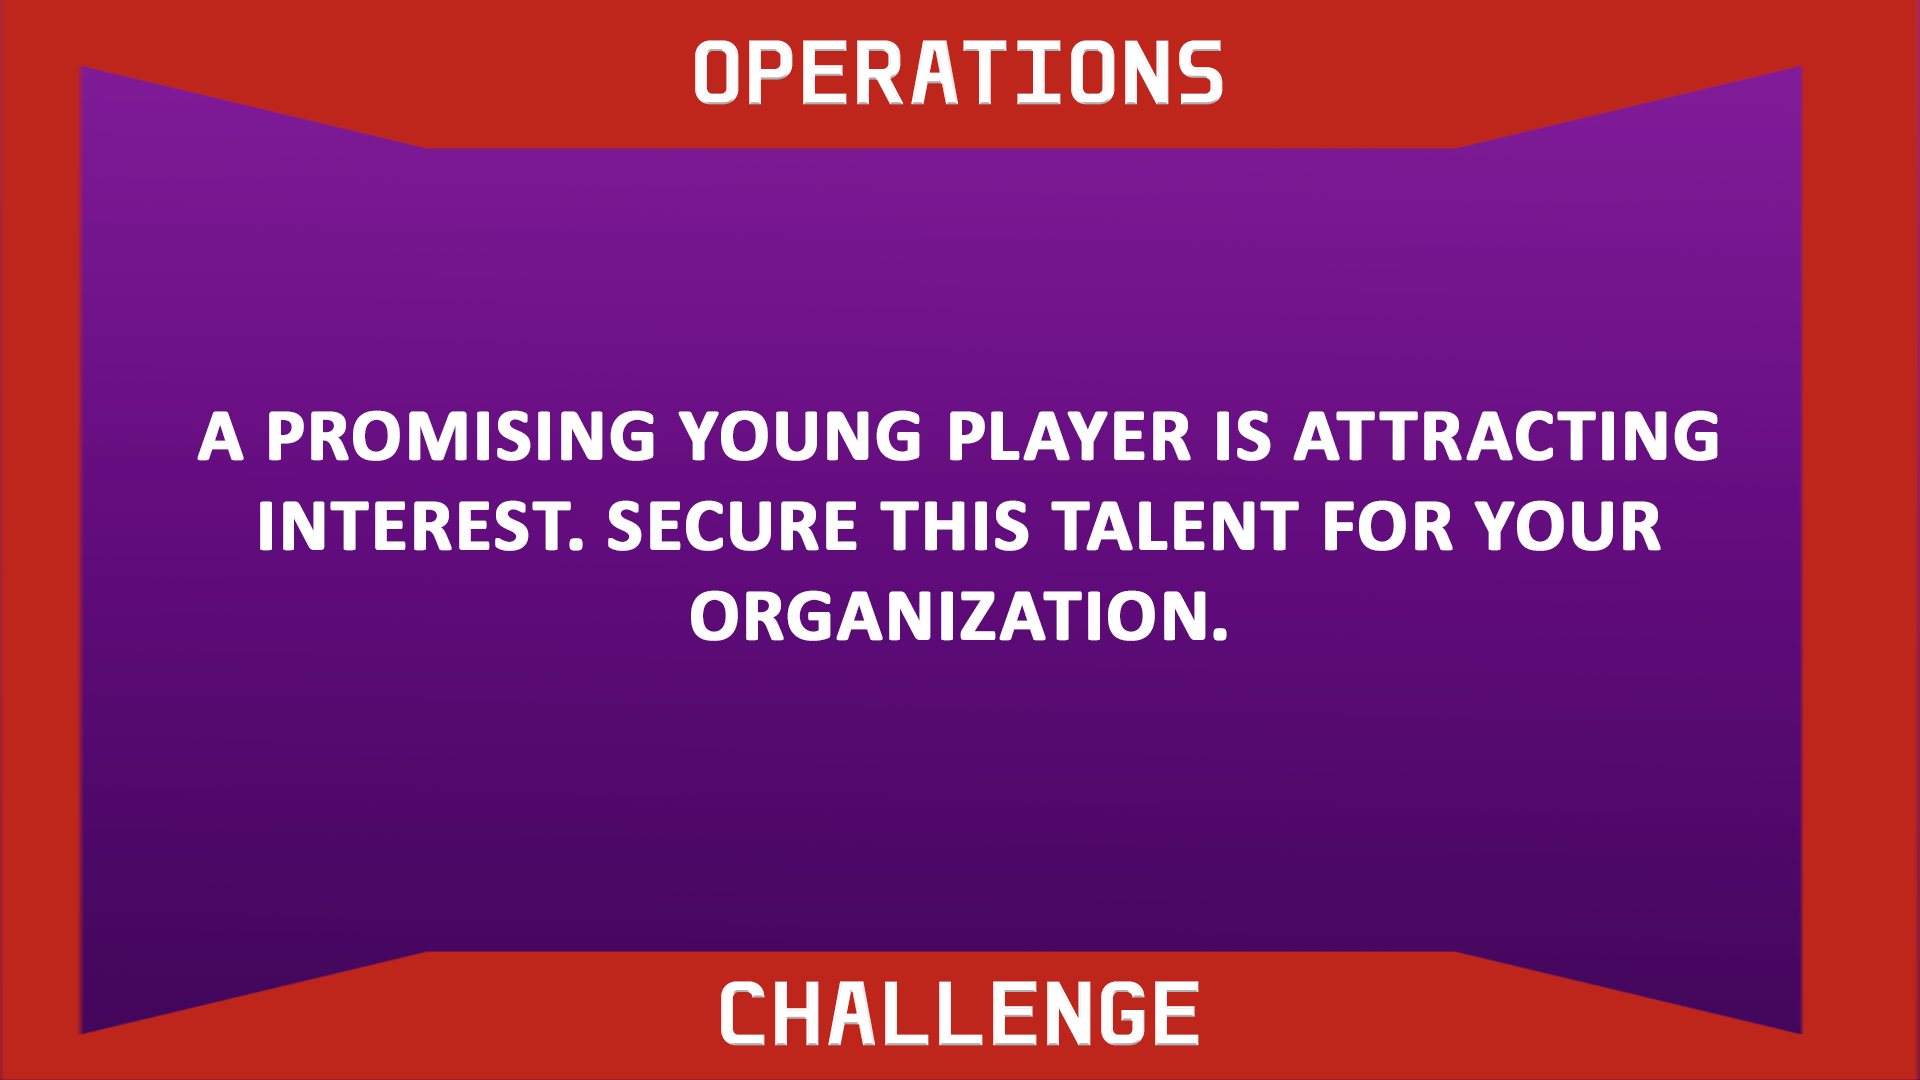 OPERATIONS
A PROMISING YOUNG PLAYER IS ATTRACTING
INTEREST. SECURE THIS TALENT FOR YOUR
ORGANIZATION.
CHALLENGE